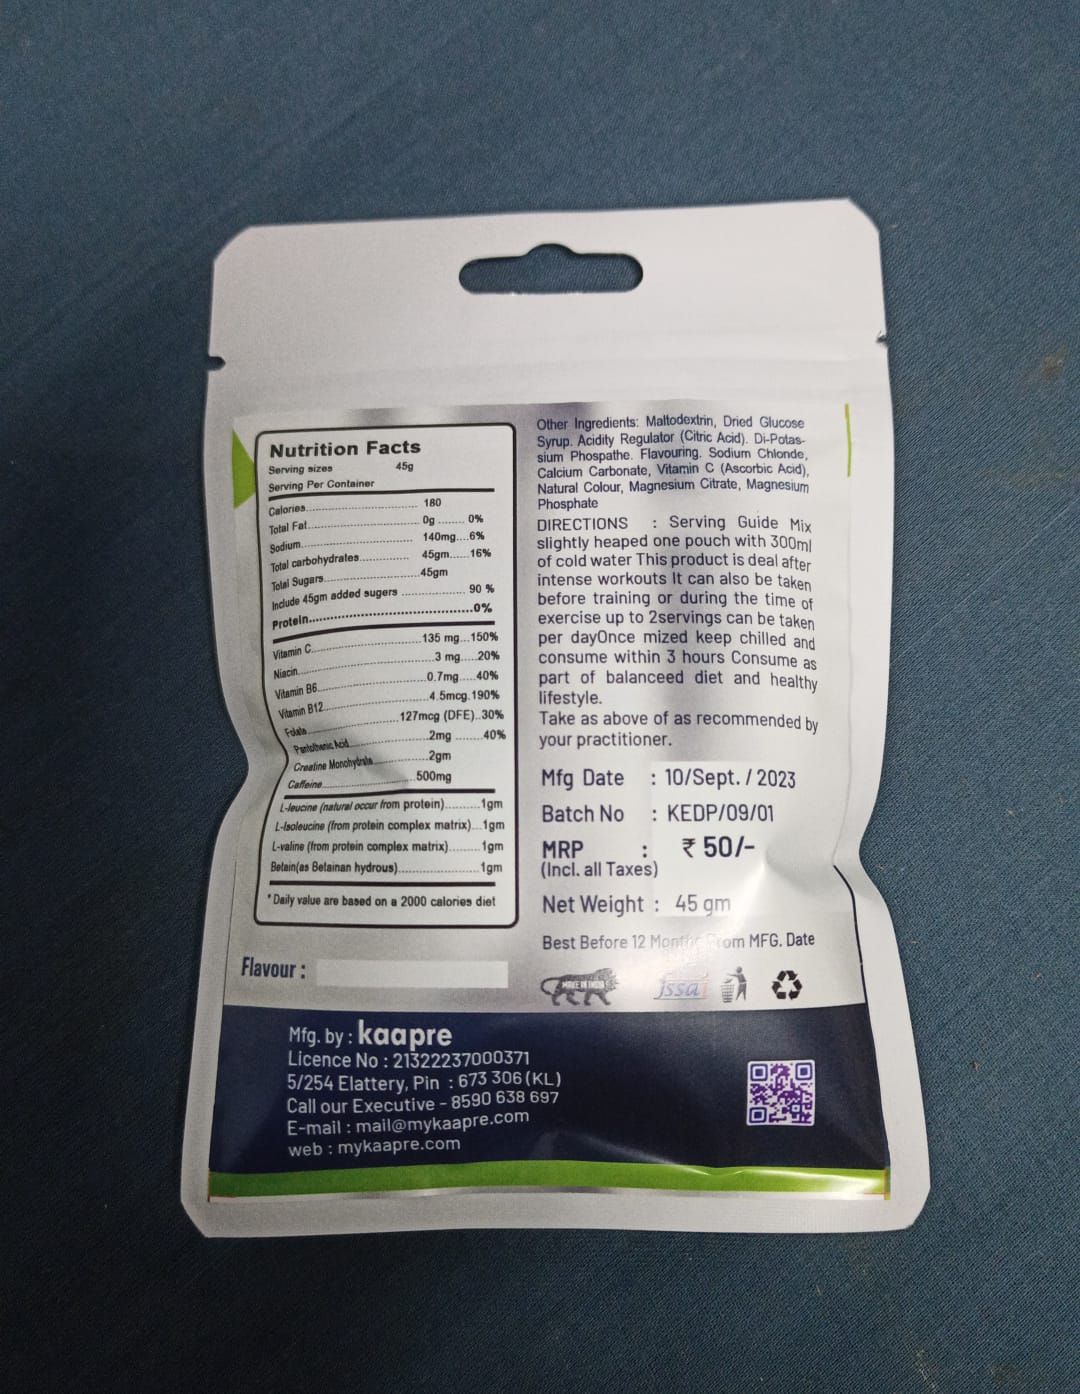 Nutrition Facts
Serving sizes 45g
Serving Per Container
Calories.............................. 180
Total Fat.............................. 0g ........ 0%
Sodium.............................. 140mg....6%
Total carbohydrates.............. 45gm......16%
Total Sugars..............................45gm
Include 45gm added sugers .................. 90 %
Protein..........................................0%
Vitamin C..............................135 mg...150%
Niacin..............................3 mg.....20%
Vitamin B6..............................0.7mg.....40%
Vitamin B12..............................4.5mcg.190%
Folate..............................127mcg (DFE)..30%
Pantothenic Acid..............................2mg ........40%
Creatine Monohydrate....................2gm
Caffeine..............................500mg
L-leucine (natural occur from protein)..........1gm
L-Isoleucine (from protein complex matrix)...1gm
L-valine (from protein complex matrix).........1gm
Betein(as Betainan hydrous).........................1gm
* Daily value are based on a 2000 calories diet
Flavour :
Other Ingredients: Maltodextrin, Dried Glucose
Syrup. Acidity Regulator (Citric Acid). Di-Potas-
sium Phospathe. Flavouring. Sodium Chlonde,
Calcium Carbonate, Vitamin C (Ascorbic Acid),
Natural Colour, Magnesium Citrate, Magnesium
Phosphate
DIRECTIONS : Serving Guide Mix
slightly heaped one pouch with 300ml
of cold water This product is deal after
intense workouts It can also be taken
before training or during the time of
exercise up to 2servings can be taken
per dayOnce mized keep chilled and
consume within 3 hours Consume as
part of balanceed diet and healthy
lifestyle.
Take as above of as recommended by
your practitioner.
Mfg Date : 10/Sept. / 2023
Batch No : KEDP/09/01
MRP : ₹ 50/-
(Incl. all Taxes)
Net Weight : 45 gm
Best Before 12 Months From MFG. Date
MAKE IN INDIA
fssai
Mfg. by : kaapre
Licence No : 21322237000371
5/254 Elattery, Pin : 673 306 (KL)
Call our Executive - 8590 638 697
E-mail : mail@mykaapre.com
web : mykaapre.com